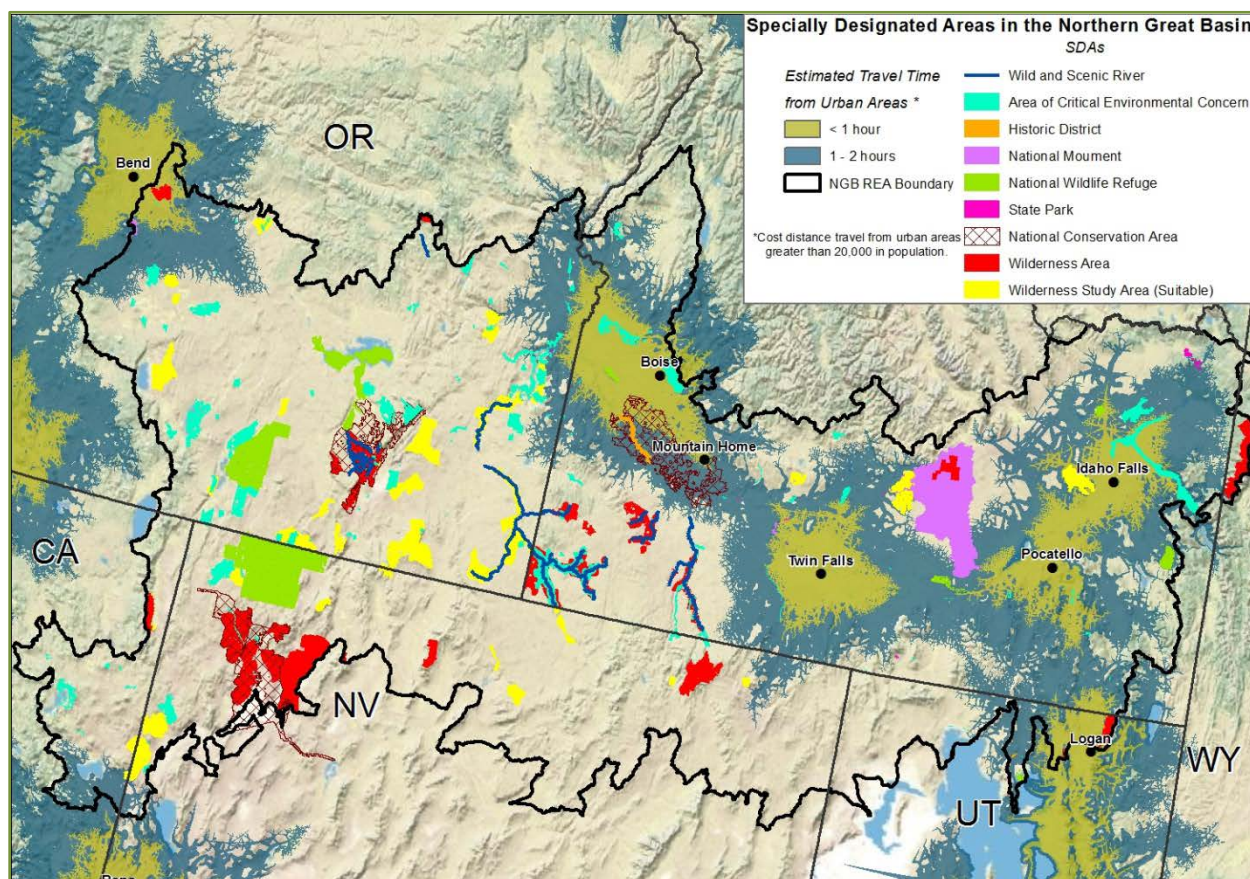 Specially Designated Areas in the Northern Great Basin
SDAs
Estimated Travel Time
from Urban Areas *
< 1 hour
1 - 2 hours
NGB REA Boundary
*Cost distance travel from urban areas
greater than 20,000 in population.
Wild and Scenic River
Area of Critical Environmental Concern
Historic District
National Moument
National Wildlife Refuge
State Park
National Conservation Area
Wilderness Area
Wilderness Study Area (Suitable)
OR
Bend
Boise
Mountain Home
Idaho Falls
CA
Twin Falls
Pocatello
NV
Logan
WY
UT